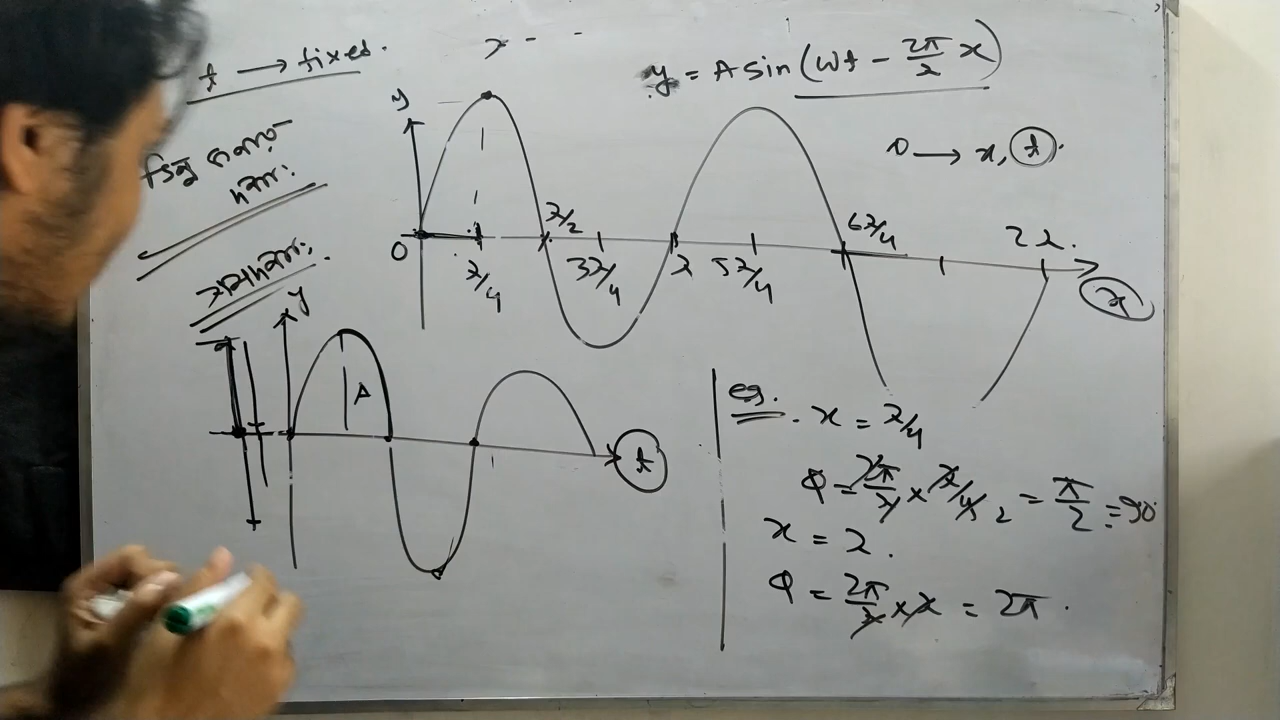 t → fixed.
y = A sin (ωt - 2π/λ x)
→ x, t.
y
0
λ/4
λ/2
3λ/4
λ
5λ/4
6λ/4
2λ.
x
y
A
t
eg. x = λ/4
φ = 2π/λ × λ/4 2 = π/2 = 90°
x = λ.
φ = 2π/λ × λ = 2π.